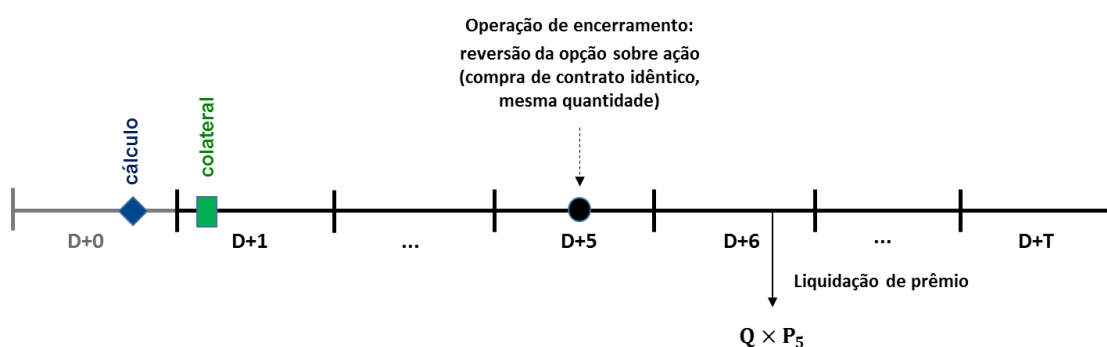 Operação de encerramento:
reversão da opção sobre ação
(compra de contrato idêntico,
mesma quantidade)
cálculo
colateral
D+0
D+1
...
D+5
D+6
...
D+T
Liquidação de prêmio
Q × P₅